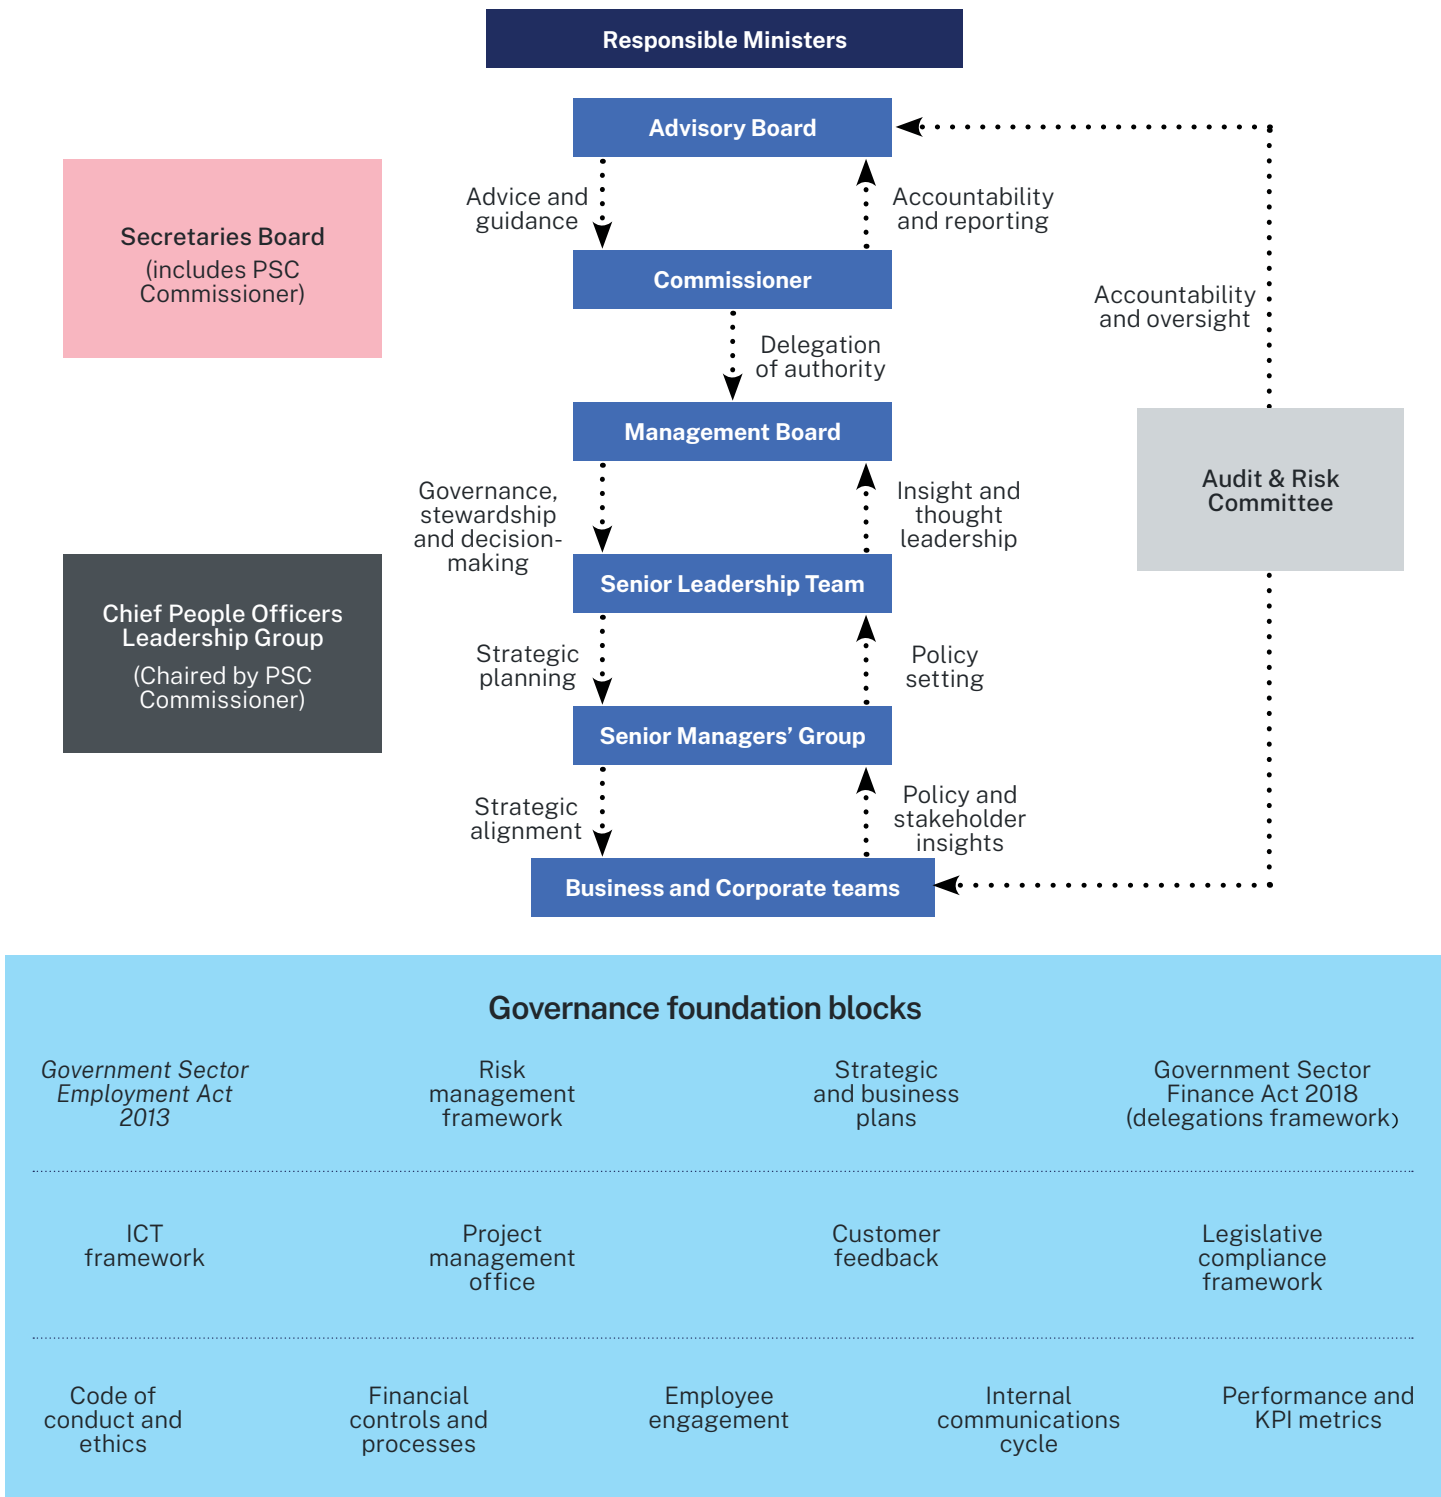 Responsible Ministers
Advisory Board
Advice and
guidance
Accountability
and reporting
Secretaries Board
(includes PSC
Commissioner)
Commissioner
Accountability
and oversight
Delegation
of authority
Management Board
Audit & Risk
Committee
Governance,
stewardship
and decision-
making
Insight and
thought
leadership
Senior Leadership Team
Chief People Officers
Leadership Group
(Chaired by PSC
Commissioner)
Strategic
planning
Policy
setting
Senior Managers’ Group
Strategic
alignment
Policy and
stakeholder
insights
Business and Corporate teams
Governance foundation blocks
Government Sector
Employment Act
2013
Risk
management
framework
Strategic
and business
plans
Government Sector
Finance Act 2018
(delegations framework)
ICT
framework
Project
management
office
Customer
feedback
Legislative
compliance
framework
Code of
conduct and
ethics
Financial
controls and
processes
Employee
engagement
Internal
communications
cycle
Performance and
KPI metrics